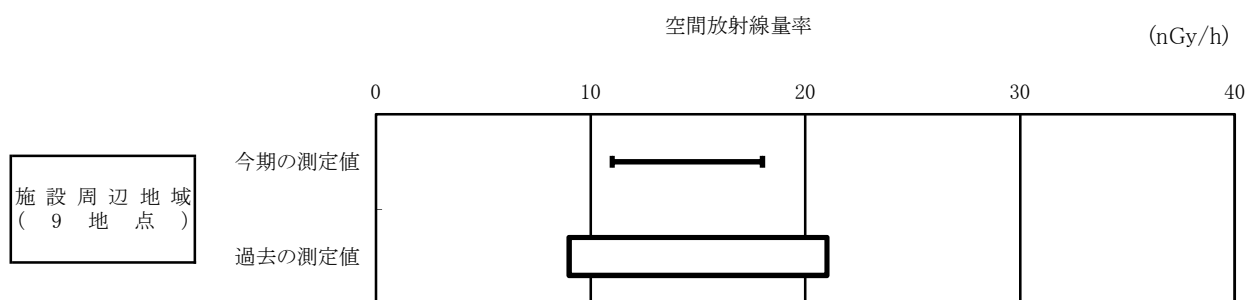 空間放射線量率
(nGy/h)
0 10 20 30 40
今期の測定値
施設周辺地域
(9地点)
過去の測定値